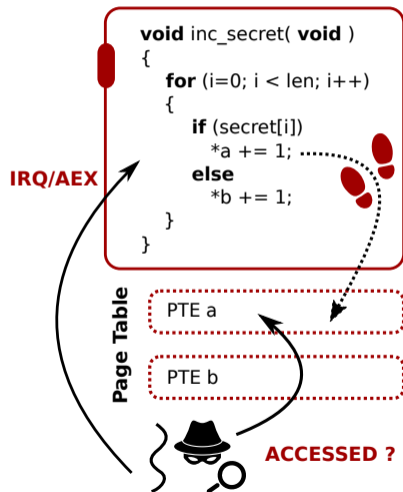 void inc_secret( void )
{
for (i=0; i < len; i++)
{
if (secret[i])
*a += 1;
else
*b += 1;
}
}
IRQ/AEX
Page Table
PTE a
PTE b
ACCESSED ?